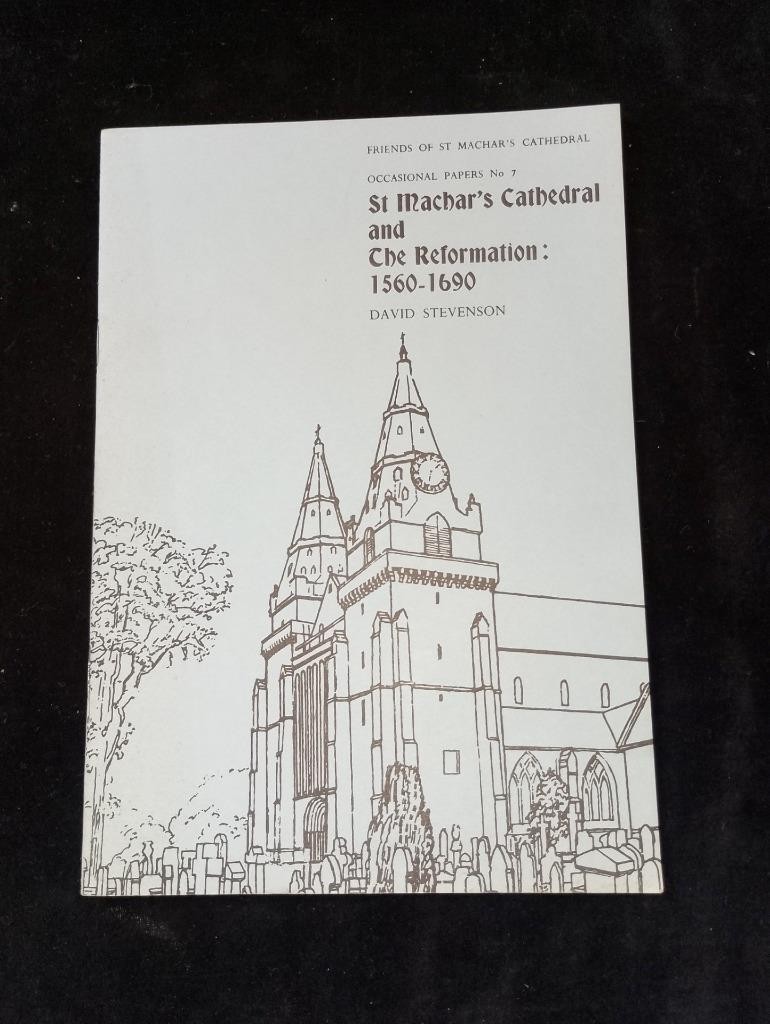 FRIENDS OF ST MACHAR'S CATHEDRAL
OCCASIONAL PAPERS No 7
St Machar's Cathedral
and
The Reformation:
1560-1690
DAVID STEVENSON